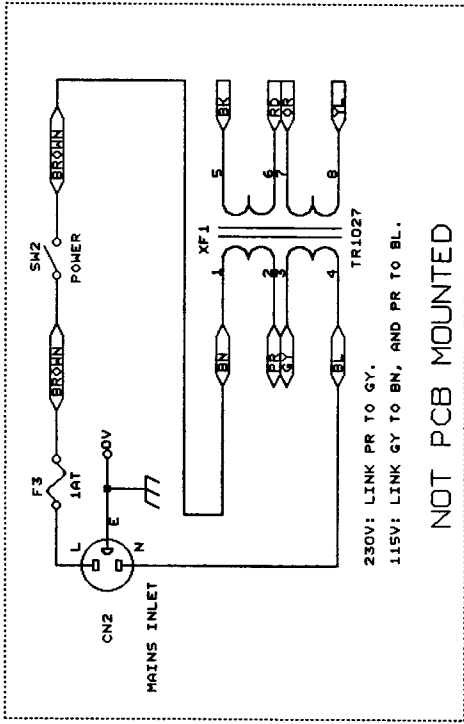 BROWN
SW2
POWER
BROWN
F3
1AT
CN2
L
E
N
0V
MAINS INLET
XF1
TR1027
BN
1
PR
2
GY
3
BL
4
5
BK
6
RD
7
OR
8
YL
230V: LINK PR TO GY.
115V: LINK GY TO BN, AND PR TO BL.
NOT PCB MOUNTED